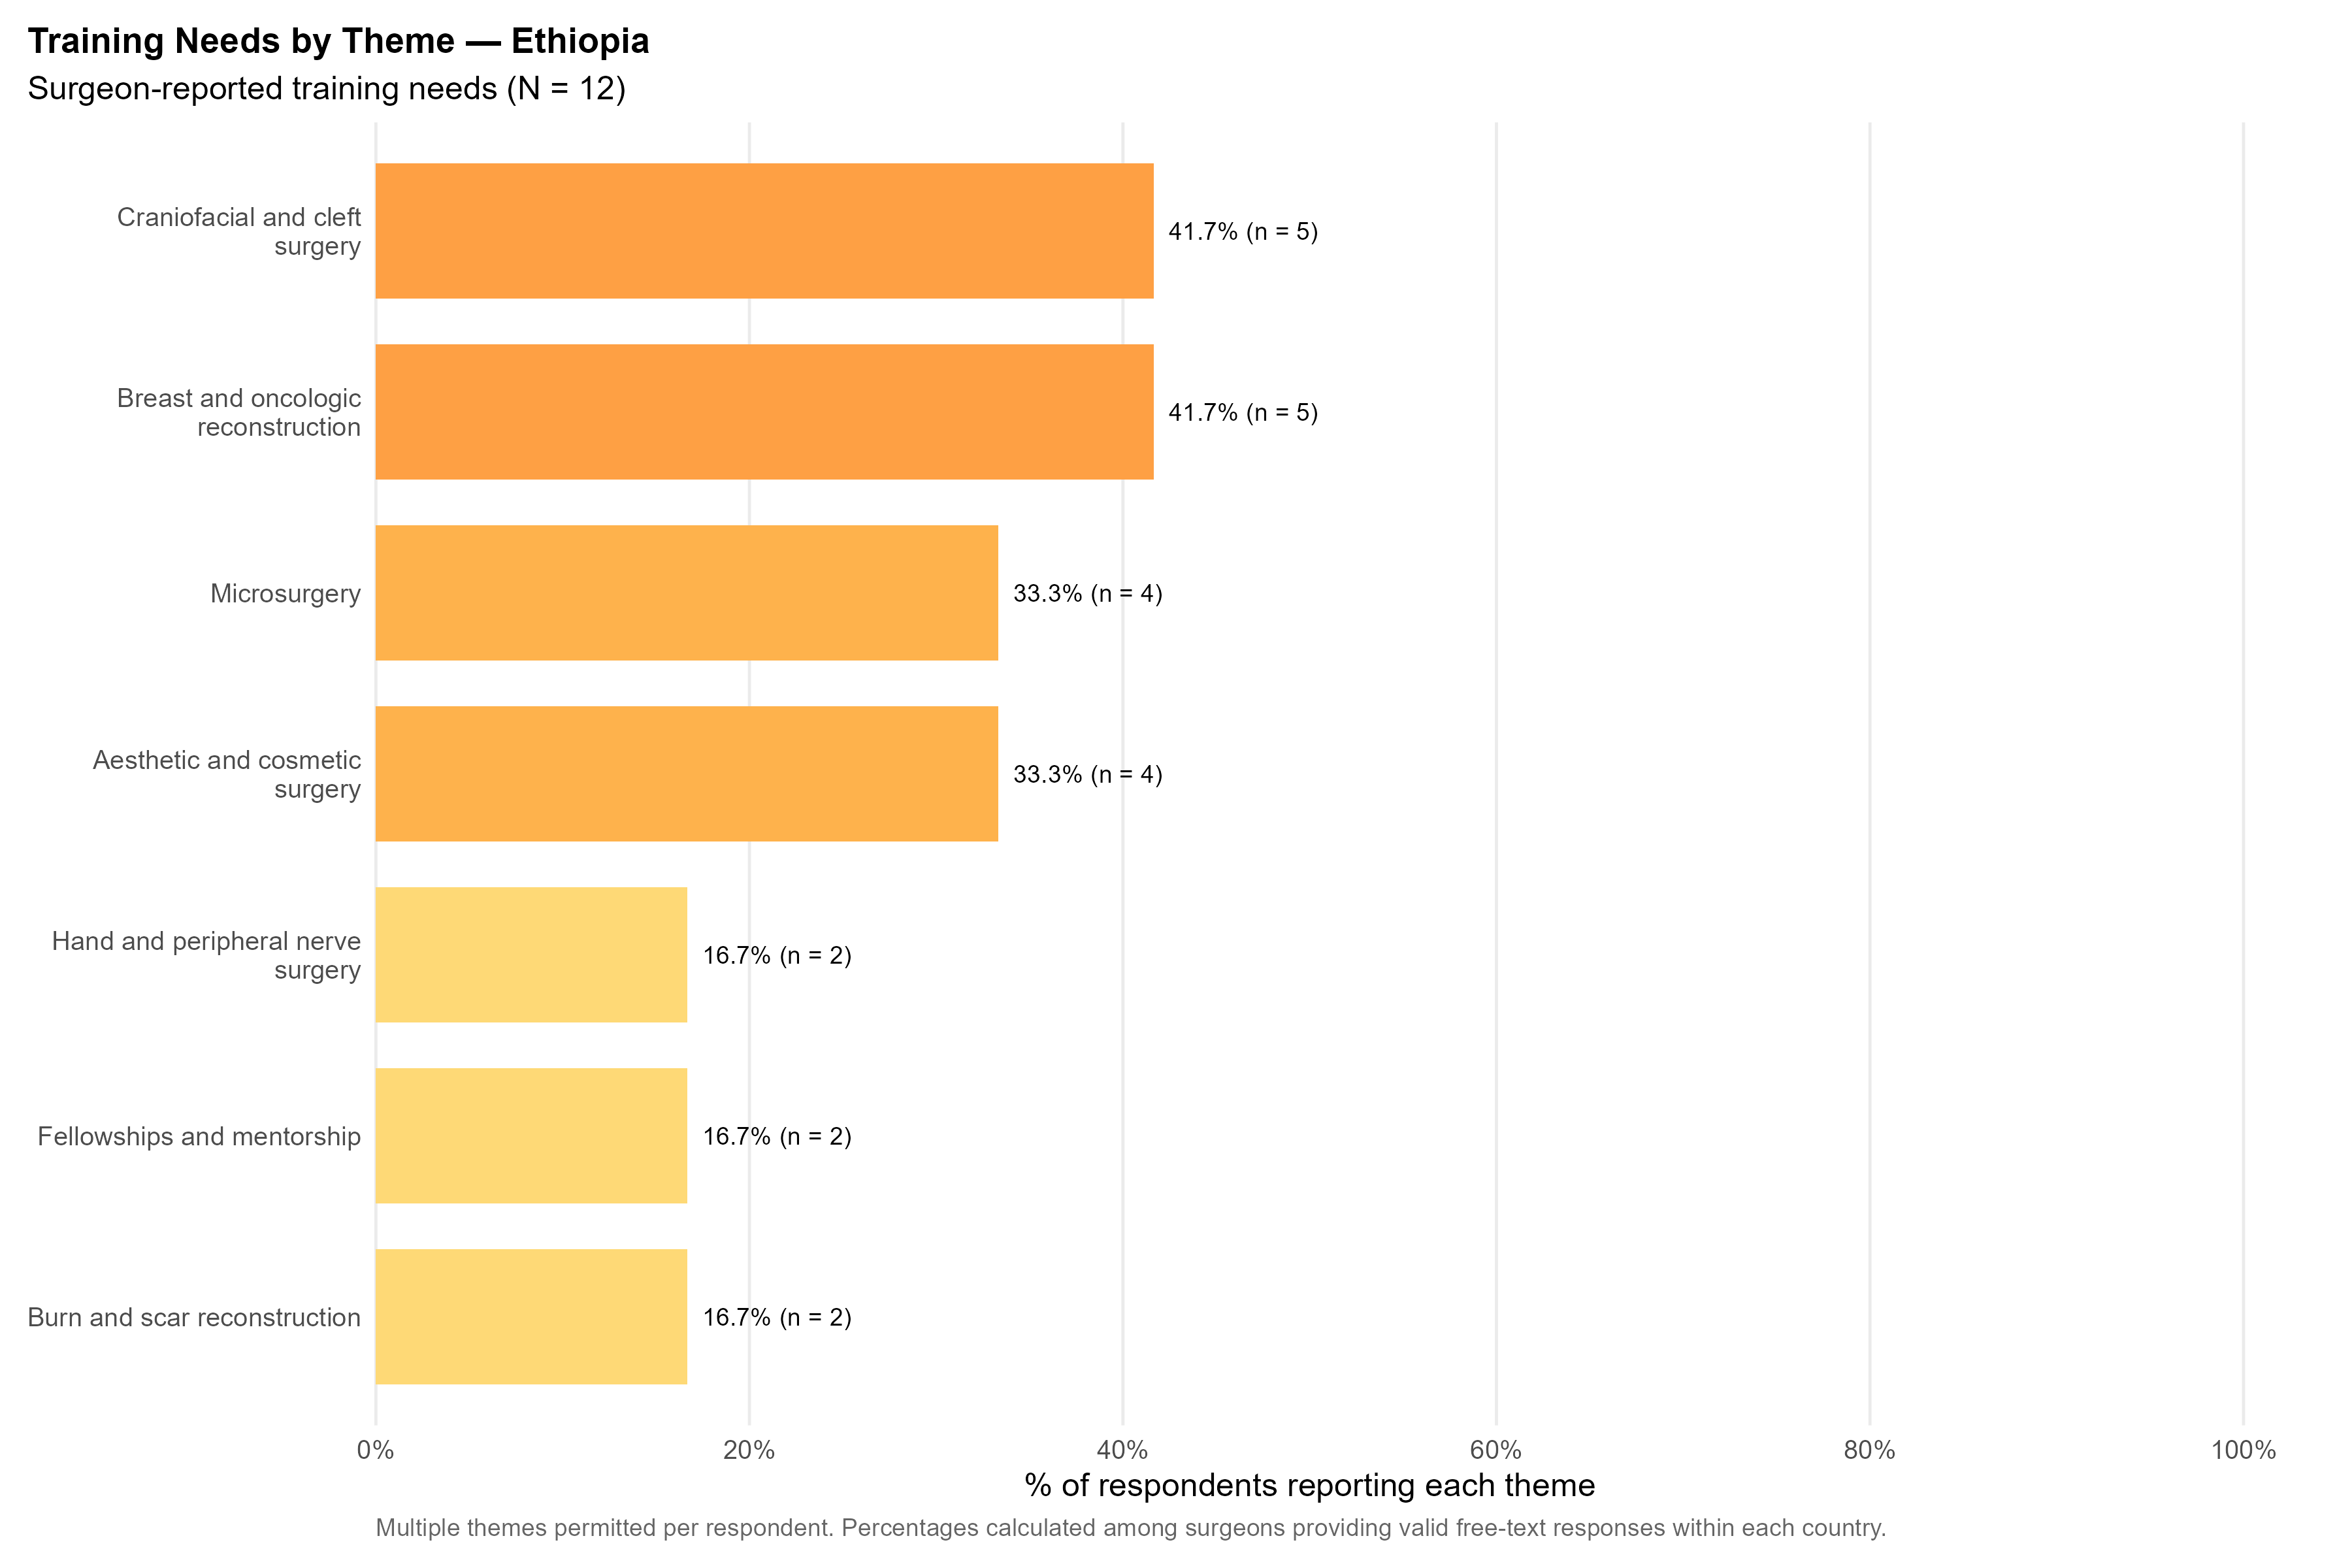 Training Needs by Theme — Ethiopia
Surgeon-reported training needs (N = 12)
Craniofacial and cleft
surgery
41.7% (n = 5)
Breast and oncologic
reconstruction
41.7% (n = 5)
Microsurgery
33.3% (n = 4)
Aesthetic and cosmetic
surgery
33.3% (n = 4)
Hand and peripheral nerve
surgery
16.7% (n = 2)
Fellowships and mentorship
16.7% (n = 2)
Burn and scar reconstruction
16.7% (n = 2)
0% 20% 40% 60% 80% 100%
% of respondents reporting each theme
Multiple themes permitted per respondent. Percentages calculated among surgeons providing valid free-text responses within each country.